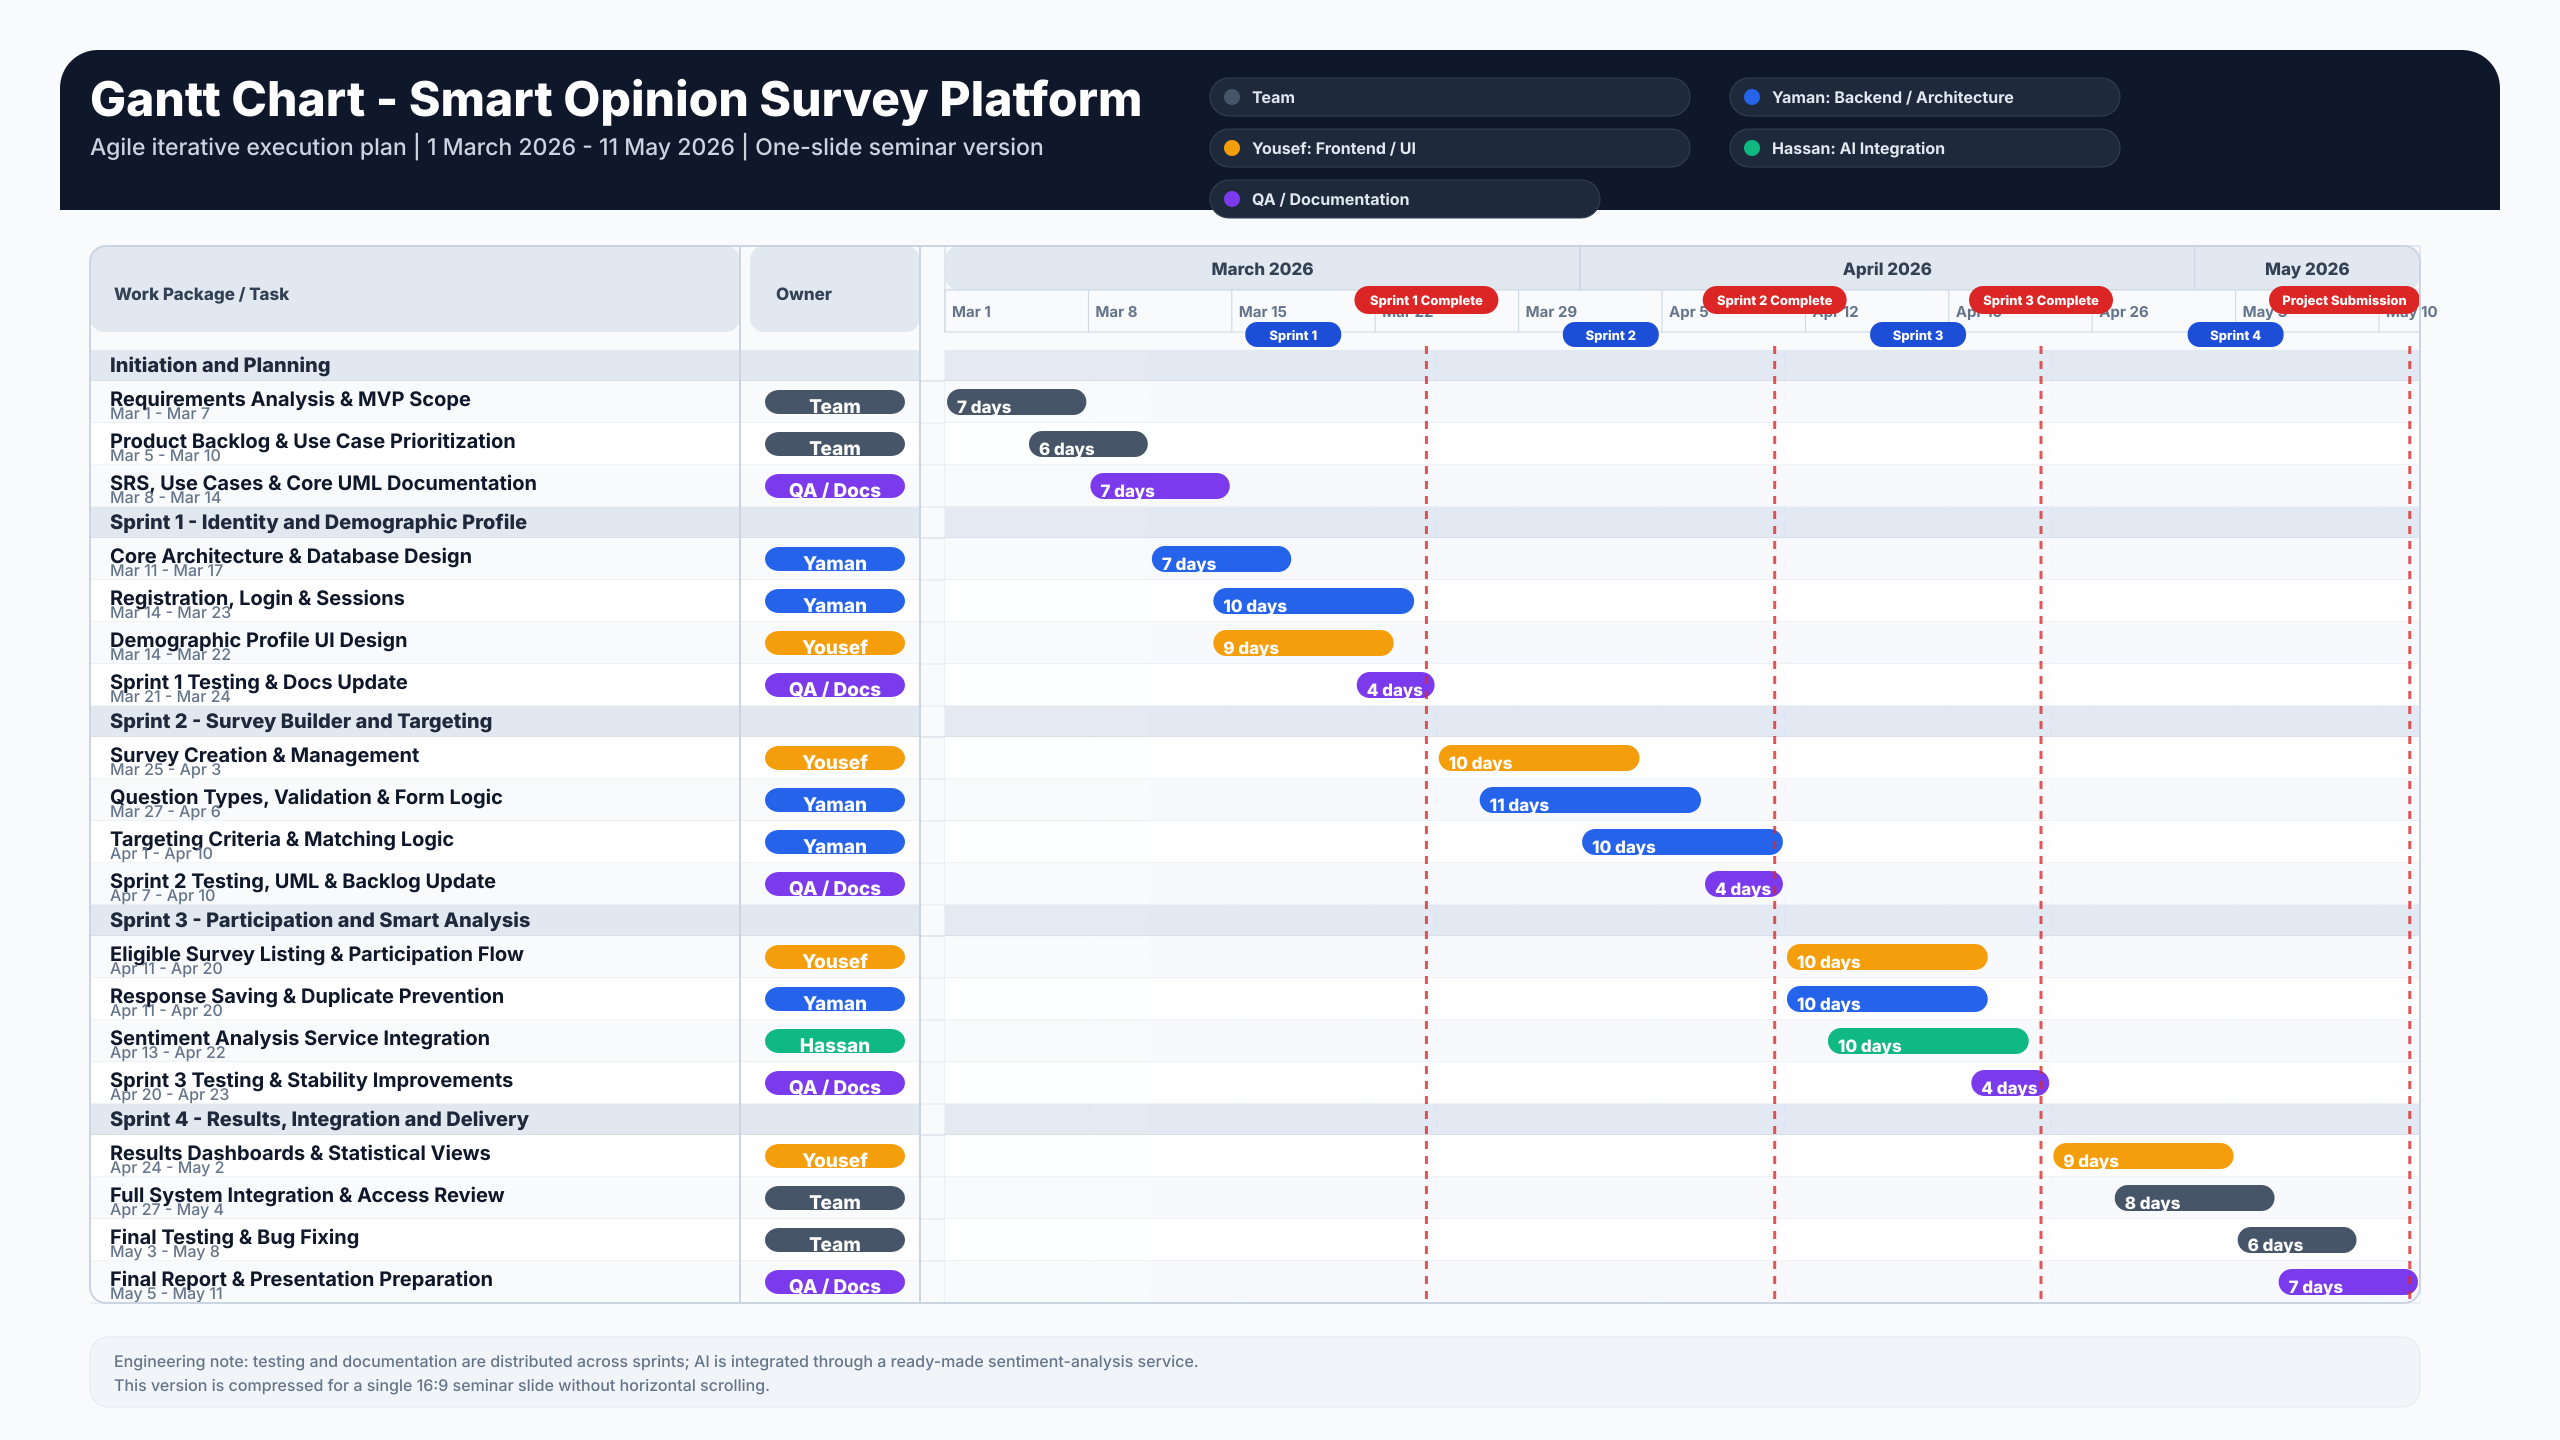 Gantt Chart - Smart Opinion Survey Platform
Agile iterative execution plan | 1 March 2026 - 11 May 2026 | One-slide seminar version
Team
Yaman: Backend / Architecture
Yousef: Frontend / UI
Hassan: AI Integration
QA / Documentation
Work Package / Task
Owner
March 2026
April 2026
May 2026
Sprint 1 Complete
Sprint 2 Complete
Sprint 3 Complete
Project Submission
Mar 1
Mar 8
Mar 15
Mar 22
Mar 29
Apr 5
Apr 12
Apr 19
Apr 26
May 3
May 10
Sprint 1
Sprint 2
Sprint 3
Sprint 4
Initiation and Planning
Requirements Analysis & MVP Scope
Mar 1 - Mar 7
Team
7 days
Product Backlog & Use Case Prioritization
Mar 5 - Mar 10
Team
6 days
SRS, Use Cases & Core UML Documentation
Mar 8 - Mar 14
QA / Docs
7 days
Sprint 1 - Identity and Demographic Profile
Core Architecture & Database Design
Mar 11 - Mar 17
Yaman
7 days
Registration, Login & Sessions
Mar 14 - Mar 23
Yaman
10 days
Demographic Profile UI Design
Mar 14 - Mar 22
Yousef
9 days
Sprint 1 Testing & Docs Update
Mar 21 - Mar 24
QA / Docs
4 days
Sprint 2 - Survey Builder and Targeting
Survey Creation & Management
Mar 25 - Apr 3
Yousef
10 days
Question Types, Validation & Form Logic
Mar 27 - Apr 6
Yaman
11 days
Targeting Criteria & Matching Logic
Apr 1 - Apr 10
Yaman
10 days
Sprint 2 Testing, UML & Backlog Update
Apr 7 - Apr 10
QA / Docs
4 days
Sprint 3 - Participation and Smart Analysis
Eligible Survey Listing & Participation Flow
Apr 11 - Apr 20
Yousef
10 days
Response Saving & Duplicate Prevention
Apr 11 - Apr 20
Yaman
10 days
Sentiment Analysis Service Integration
Apr 13 - Apr 22
Hassan
10 days
Sprint 3 Testing & Stability Improvements
Apr 20 - Apr 23
QA / Docs
4 days
Sprint 4 - Results, Integration and Delivery
Results Dashboards & Statistical Views
Apr 24 - May 2
Yousef
9 days
Full System Integration & Access Review
Apr 27 - May 4
Team
8 days
Final Testing & Bug Fixing
May 3 - May 8
Team
6 days
Final Report & Presentation Preparation
May 5 - May 11
QA / Docs
7 days
Engineering note: testing and documentation are distributed across sprints; AI is integrated through a ready-made sentiment-analysis service.
This version is compressed for a single 16:9 seminar slide without horizontal scrolling.